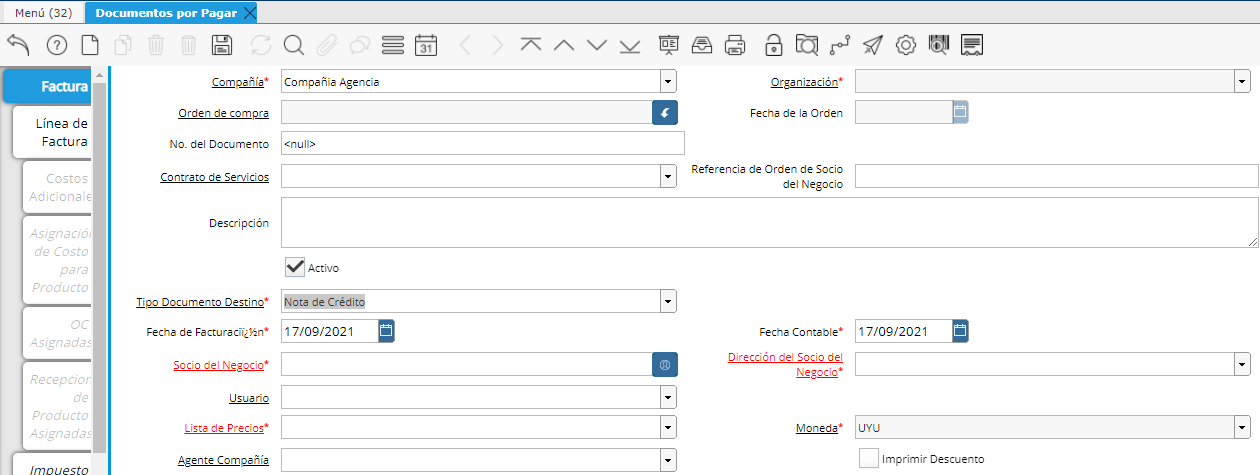 Menú (32)
Documentos por Pagar
31
Factura
Línea de
Factura
Costos
Adicionale
Asignació
de Costo
para
Producto
OC
Asignadas
Recepcion
de
Producto
Asignadas
Impuesto
Compañía*
Compañia Agencia
Organización*
Orden de compra
Fecha de la Orden
No. del Documento
<null>
Contrato de Servicios
Referencia de Orden de Socio
del Negocio
Descripción
Activo
Tipo Documento Destino*
Nota de Crédito
Fecha de Facturaciï¿½n*
17/09/2021
Fecha Contable*
17/09/2021
Socio del Negocio*
Dirección del Socio del
Negocio*
Usuario
Lista de Precios*
Moneda*
UYU
Agente Compañía
Imprimir Descuento